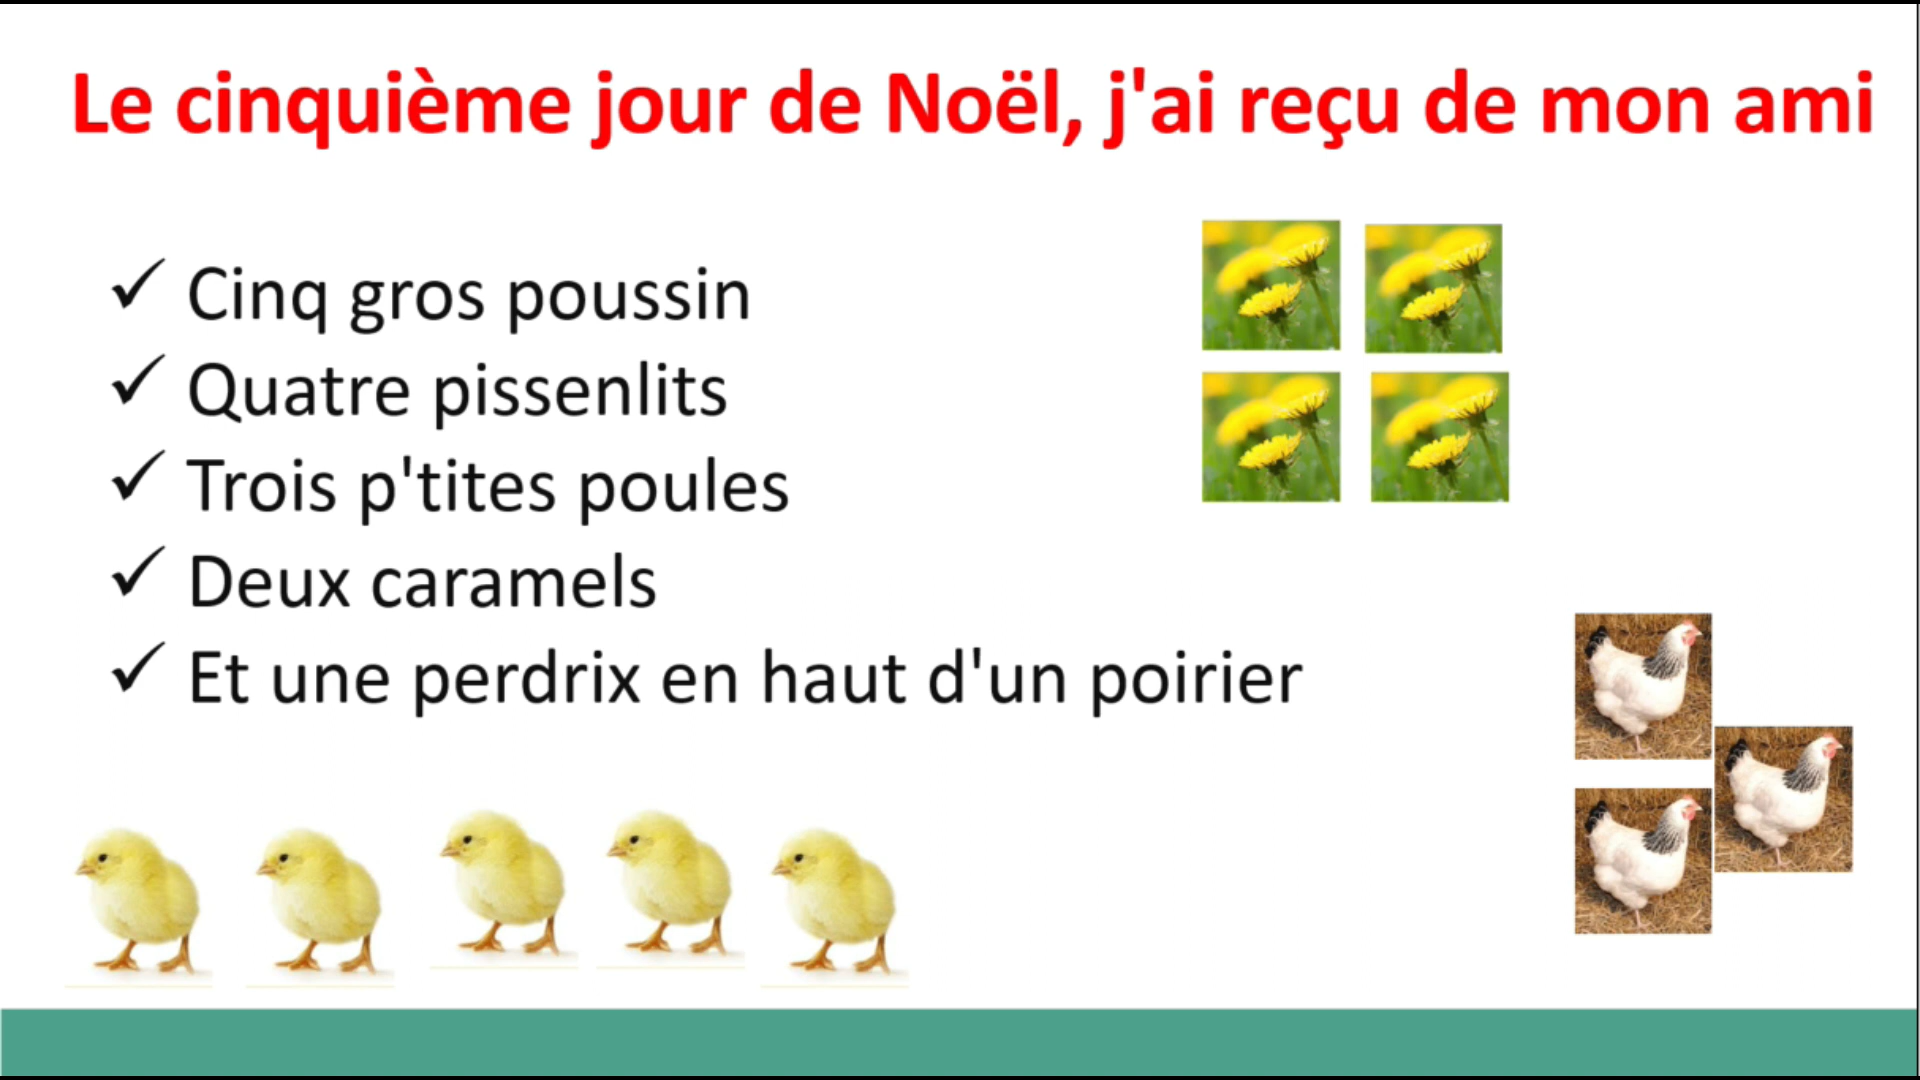 Le cinquième jour de Noël, j'ai reçu de mon ami
✓ Cinq gros poussin
✓ Quatre pissenlits
✓ Trois p'tites poules
✓ Deux caramels
✓ Et une perdrix en haut d'un poirier